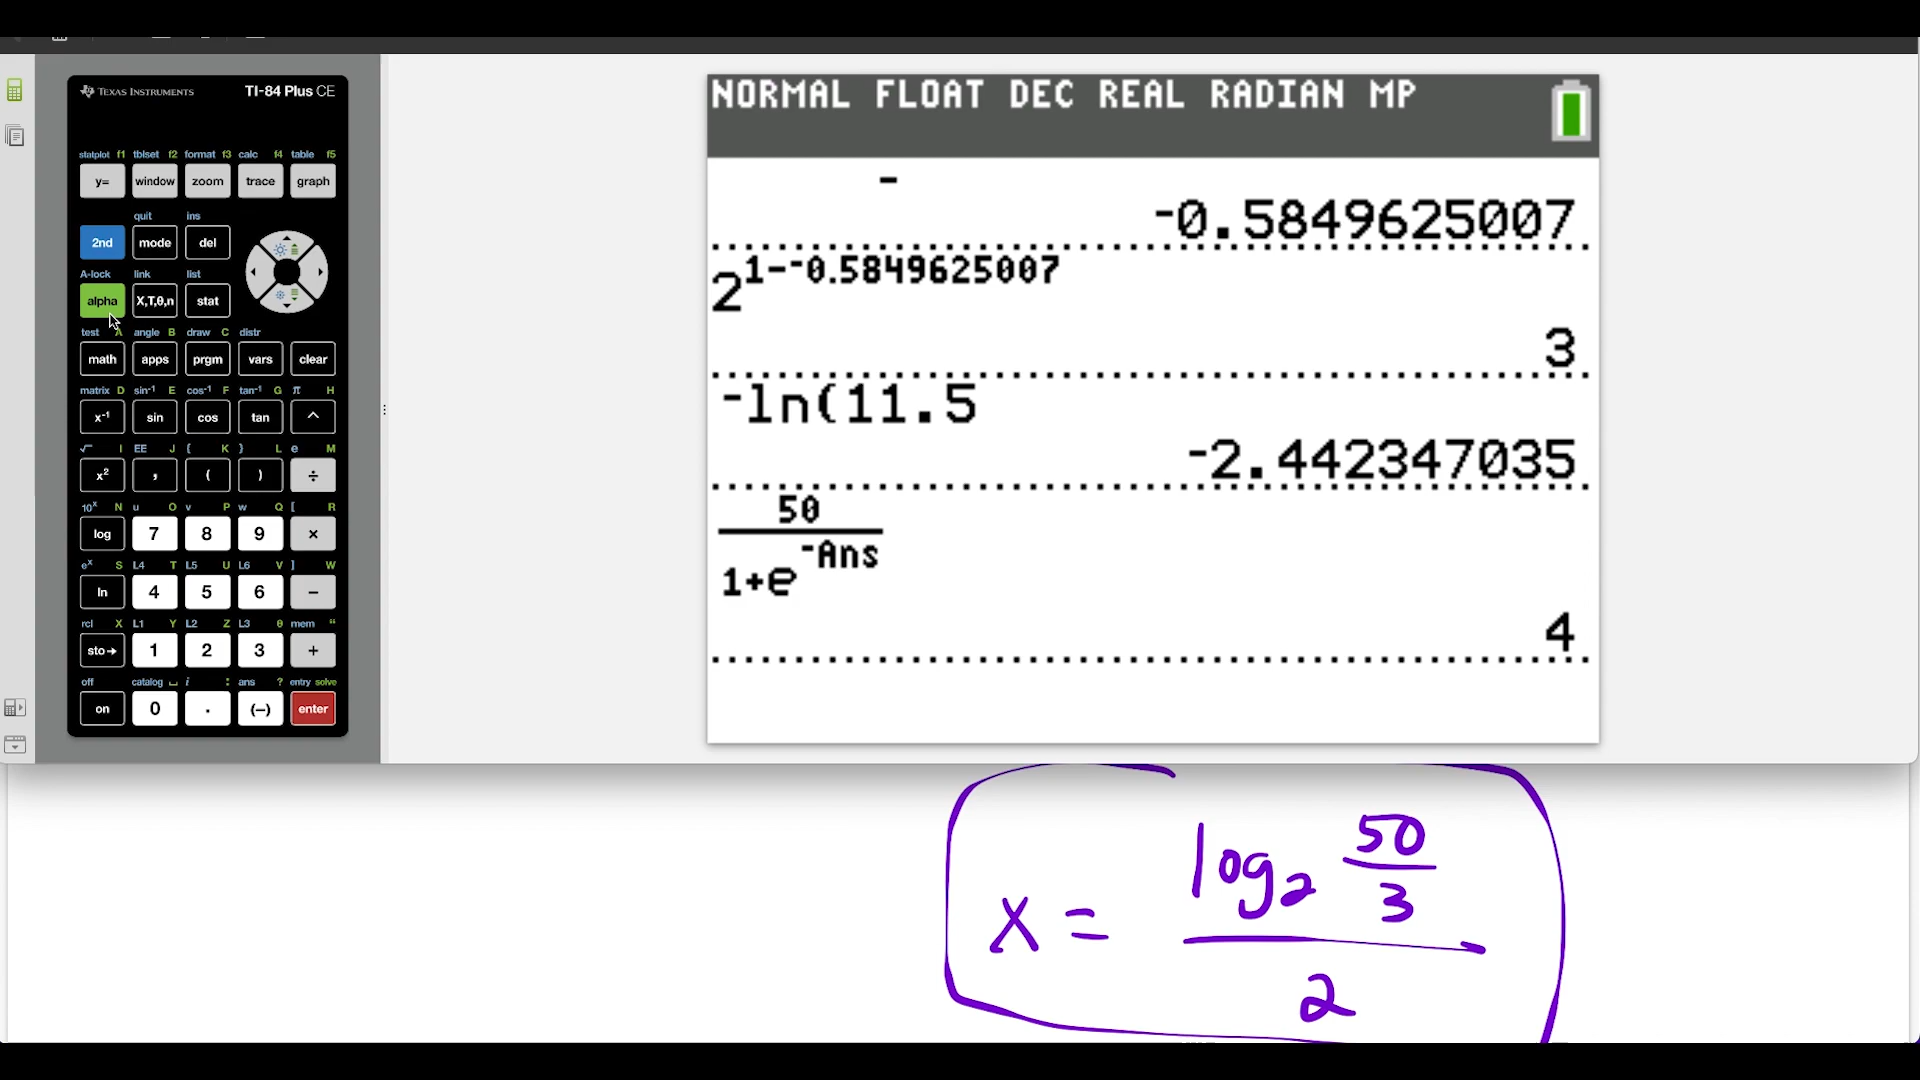 TEXAS INSTRUMENTS TI-84 Plus CE
statplot f1 tblset f2 format f3 calc f4 table f5
y= window zoom trace graph
quit ins
2nd mode del
A-lock link list
alpha X,T,θ,n stat
test A angle B draw C distr
math apps prgm vars clear
matrix D sin⁻¹ E cos⁻¹ F tan⁻¹ G π H
x⁻¹ sin cos tan ^
√ I EE J { K } L e M
x² , ( ) ÷
10ˣ N u O v P w Q [ R
log 7 8 9 ×
eˣ S L4 T L5 U L6 V ] W
ln 4 5 6 −
rcl X L1 Y L2 Z L3 θ mem "
sto→ 1 2 3 +
off catalog ⎵ i : ans ? entry solve
on 0 . (−) enter
NORMAL FLOAT DEC REAL RADIAN MP
-0.5849625007
2^1--0.5849625007
3
-ln(11.5
-2.442347035
50
1+e^-Ans
4
x = log₂ 50/3
2